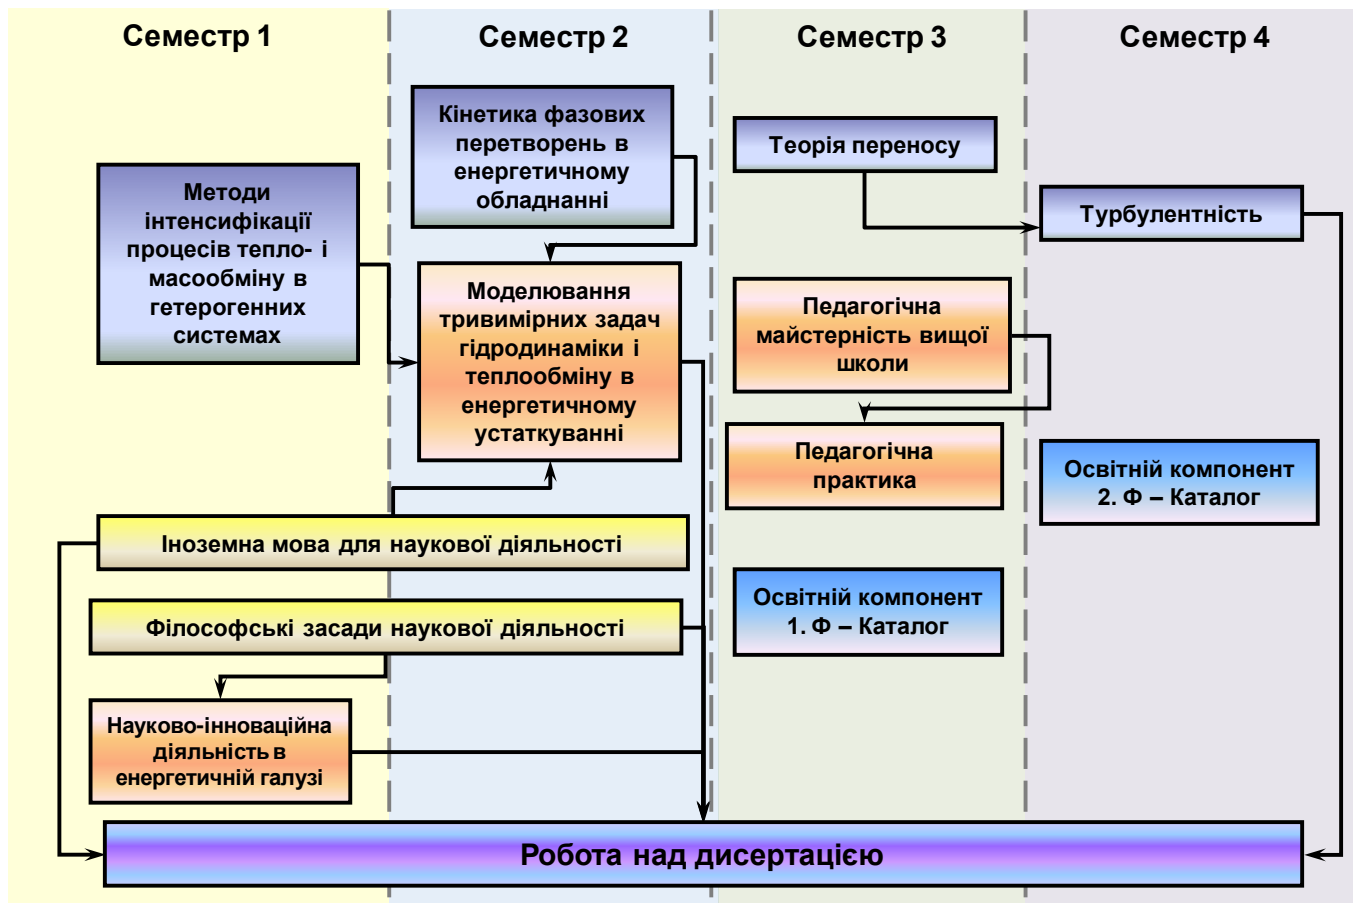 Семестр 1
Семестр 2
Семестр 3
Семестр 4
Методи
інтенсифікації
процесів тепло- і
масообміну в
гетерогенних
системах
Кінетика фазових
перетворень в
енергетичному
обладнанні
Моделювання
тривимірних задач
гідродинаміки і
теплообміну в
енергетичному
устаткуванні
Теорія переносу
Турбулентність
Педагогічна
майстерність вищої
школи
Педагогічна
практика
Освітній компонент
2. Ф – Каталог
Іноземна мова для наукової діяльності
Освітній компонент
1. Ф – Каталог
Філософські засади наукової діяльності
Науково-інноваційна
діяльність в
енергетичній галузі
Робота над дисертацією